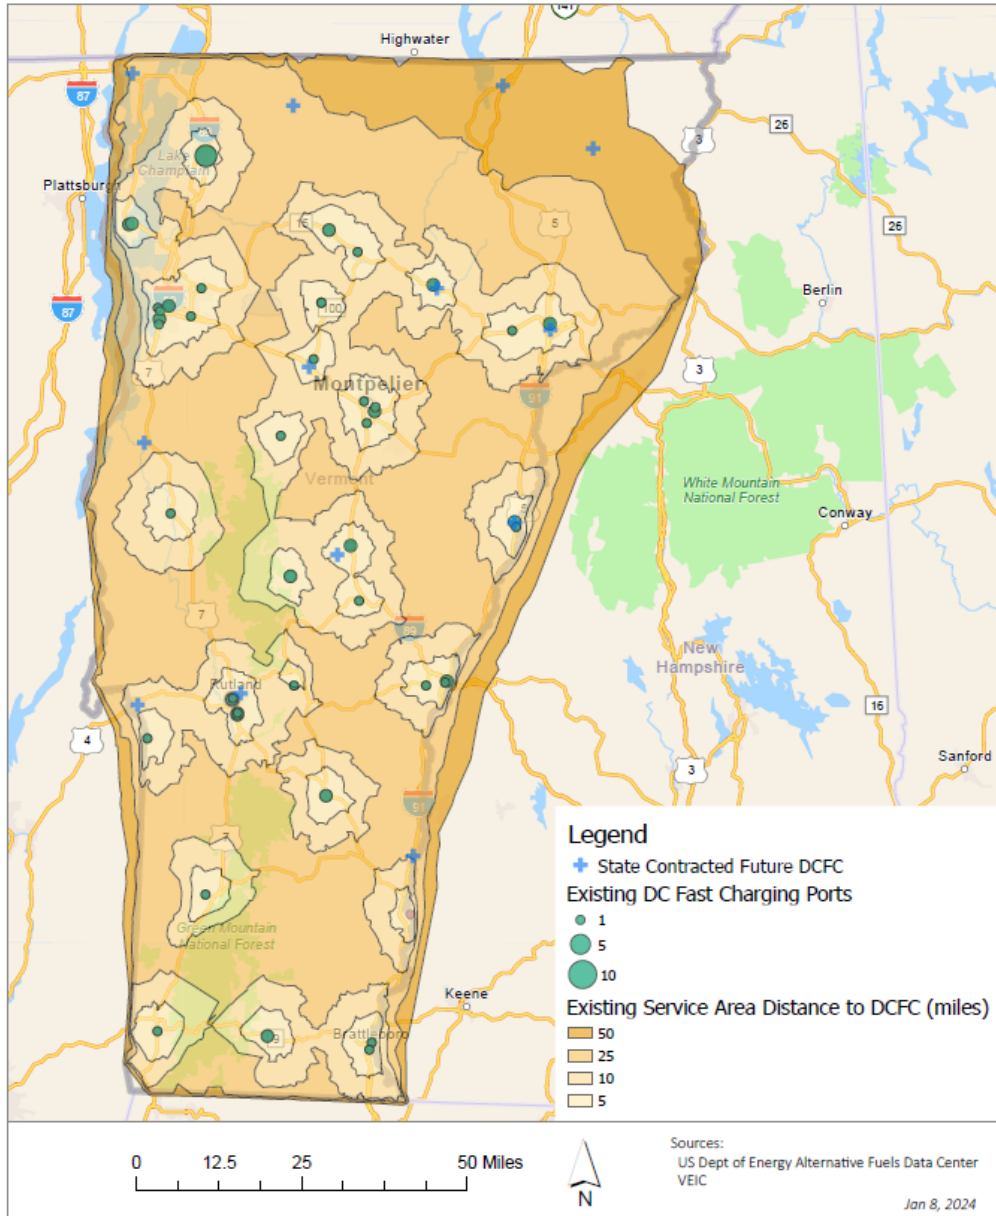 141
Highwater
87
3
26
Lake
Champlain
Plattsburgh
15
5
26
Berlin
87
100
7
3
Montpelier
91
Vermont
White Mountain
National Forest
5
Conway
7
89
New
Hampshire
Rutland
16
4
Sanford
3
91
7
Green Mountain
National Forest
Keene
Brattleboro
9
Legend
State Contracted Future DCFC
Existing DC Fast Charging Ports
1
5
10
Existing Service Area Distance to DCFC (miles)
50
25
10
5
0 12.5 25 50 Miles
N
Sources:
US Dept of Energy Alternative Fuels Data Center
VEIC
Jan 8, 2024